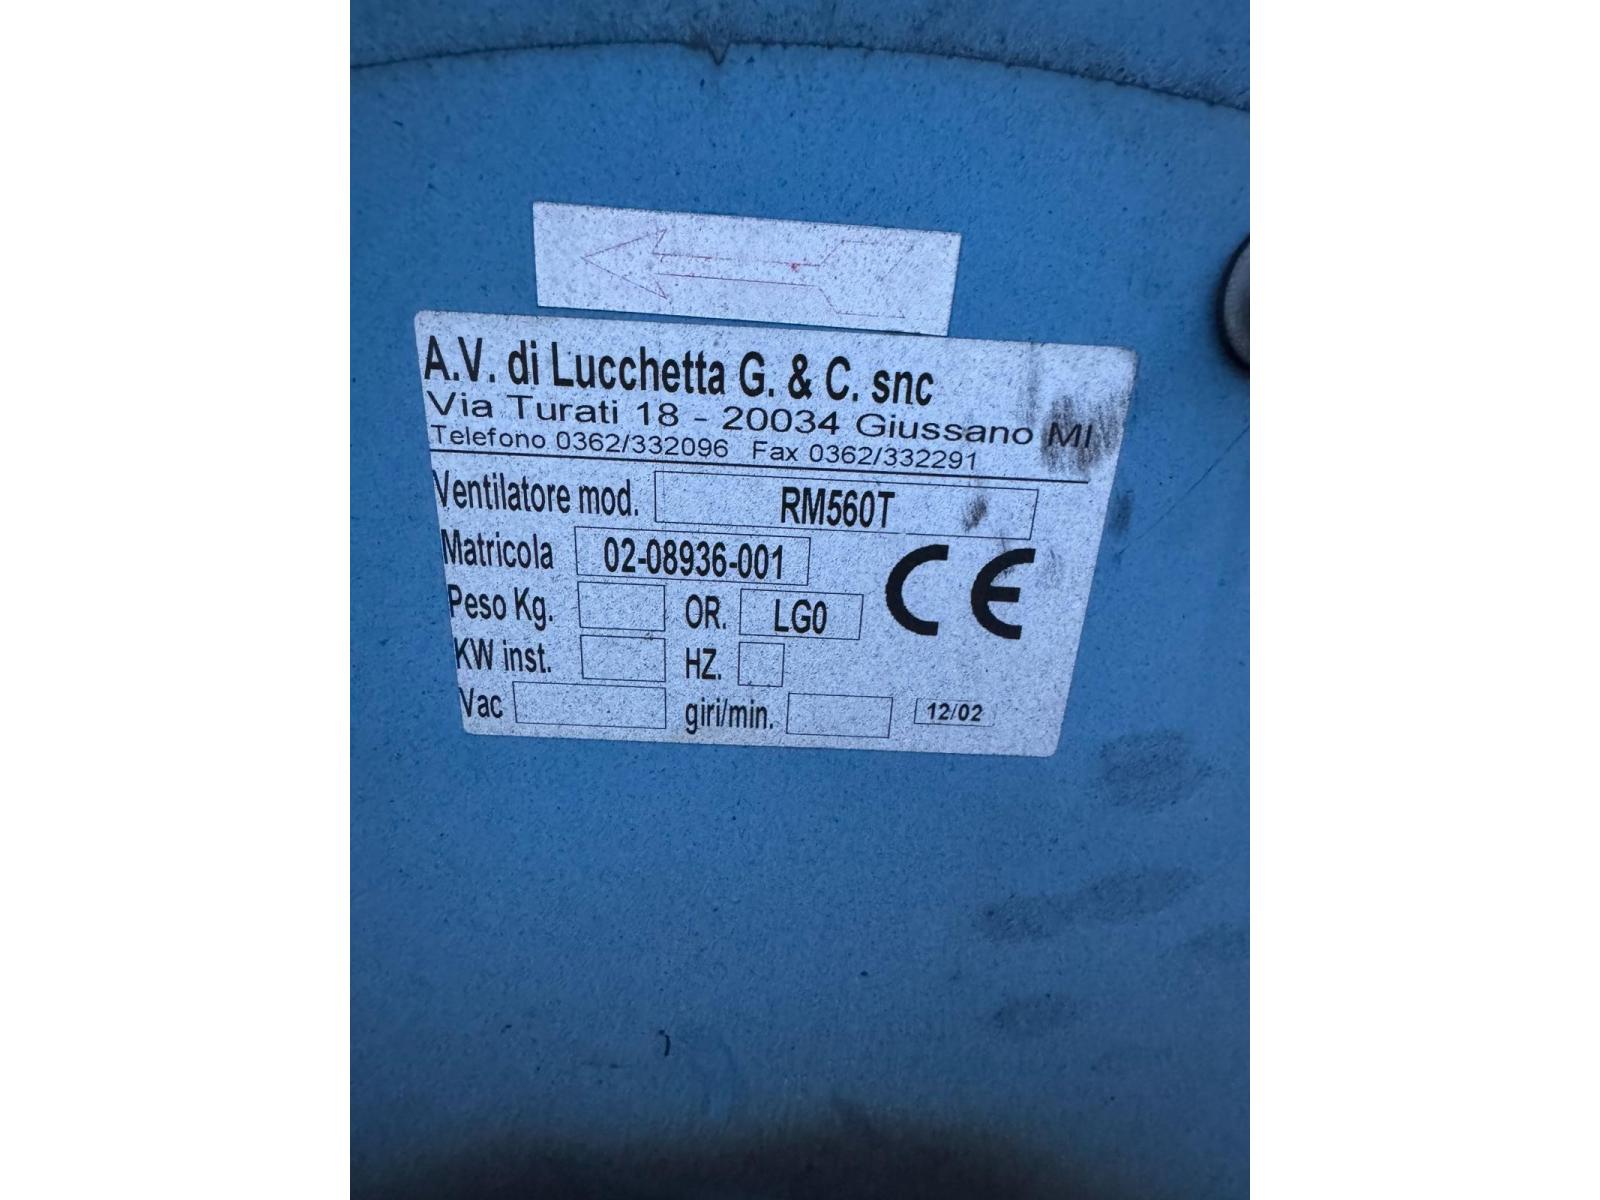 A.V. di Lucchetta G. & C. snc
Via Turati 18 - 20034 Giussano MI
Telefono 0362/332096 Fax 0362/332291
Ventilatore mod. RM560T
Matricola 02-08936-001
Peso Kg. OR. LG0
KW inst. HZ.
Vac giri/min. 12/02
CE